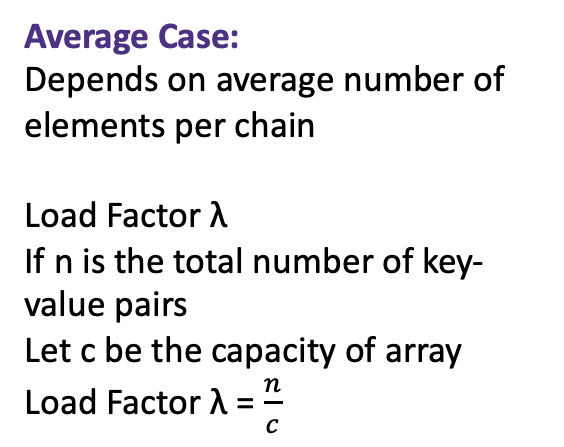 Average Case:
Depends on average number of
elements per chain
Load Factor λ
If n is the total number of key-
value pairs
Let c be the capacity of array
Load Factor λ = n/c